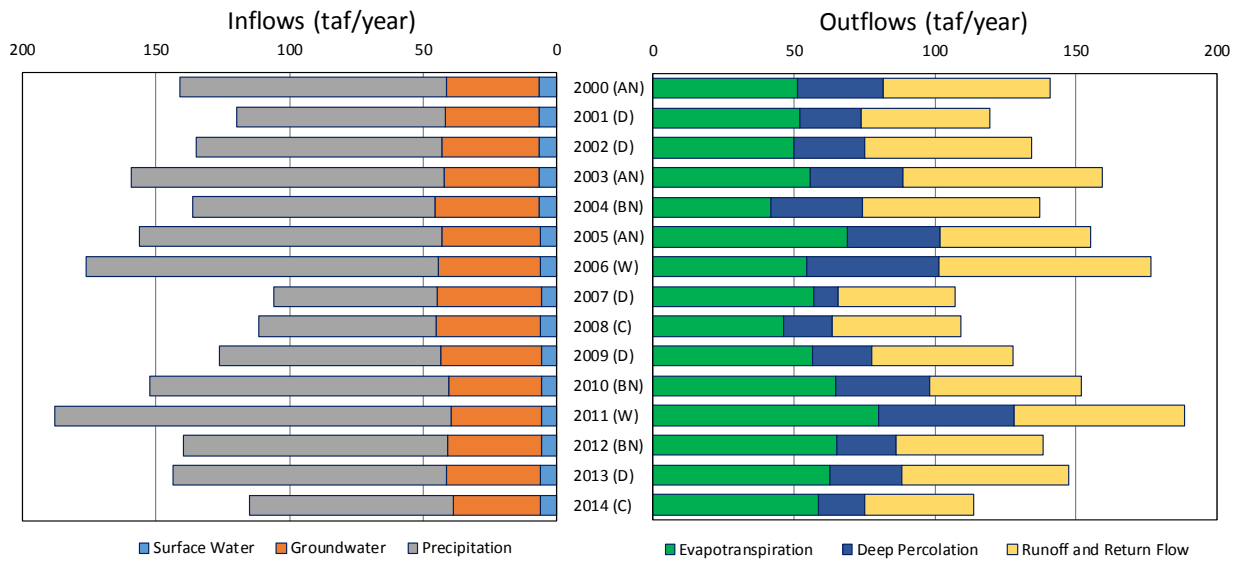 Inflows (taf/year)
Outflows (taf/year)
200 150 100 50 0
0 50 100 150 200
2000 (AN)
2001 (D)
2002 (D)
2003 (AN)
2004 (BN)
2005 (AN)
2006 (W)
2007 (D)
2008 (C)
2009 (D)
2010 (BN)
2011 (W)
2012 (BN)
2013 (D)
2014 (C)
Surface Water Groundwater Precipitation
Evapotranspiration Deep Percolation Runoff and Return Flow